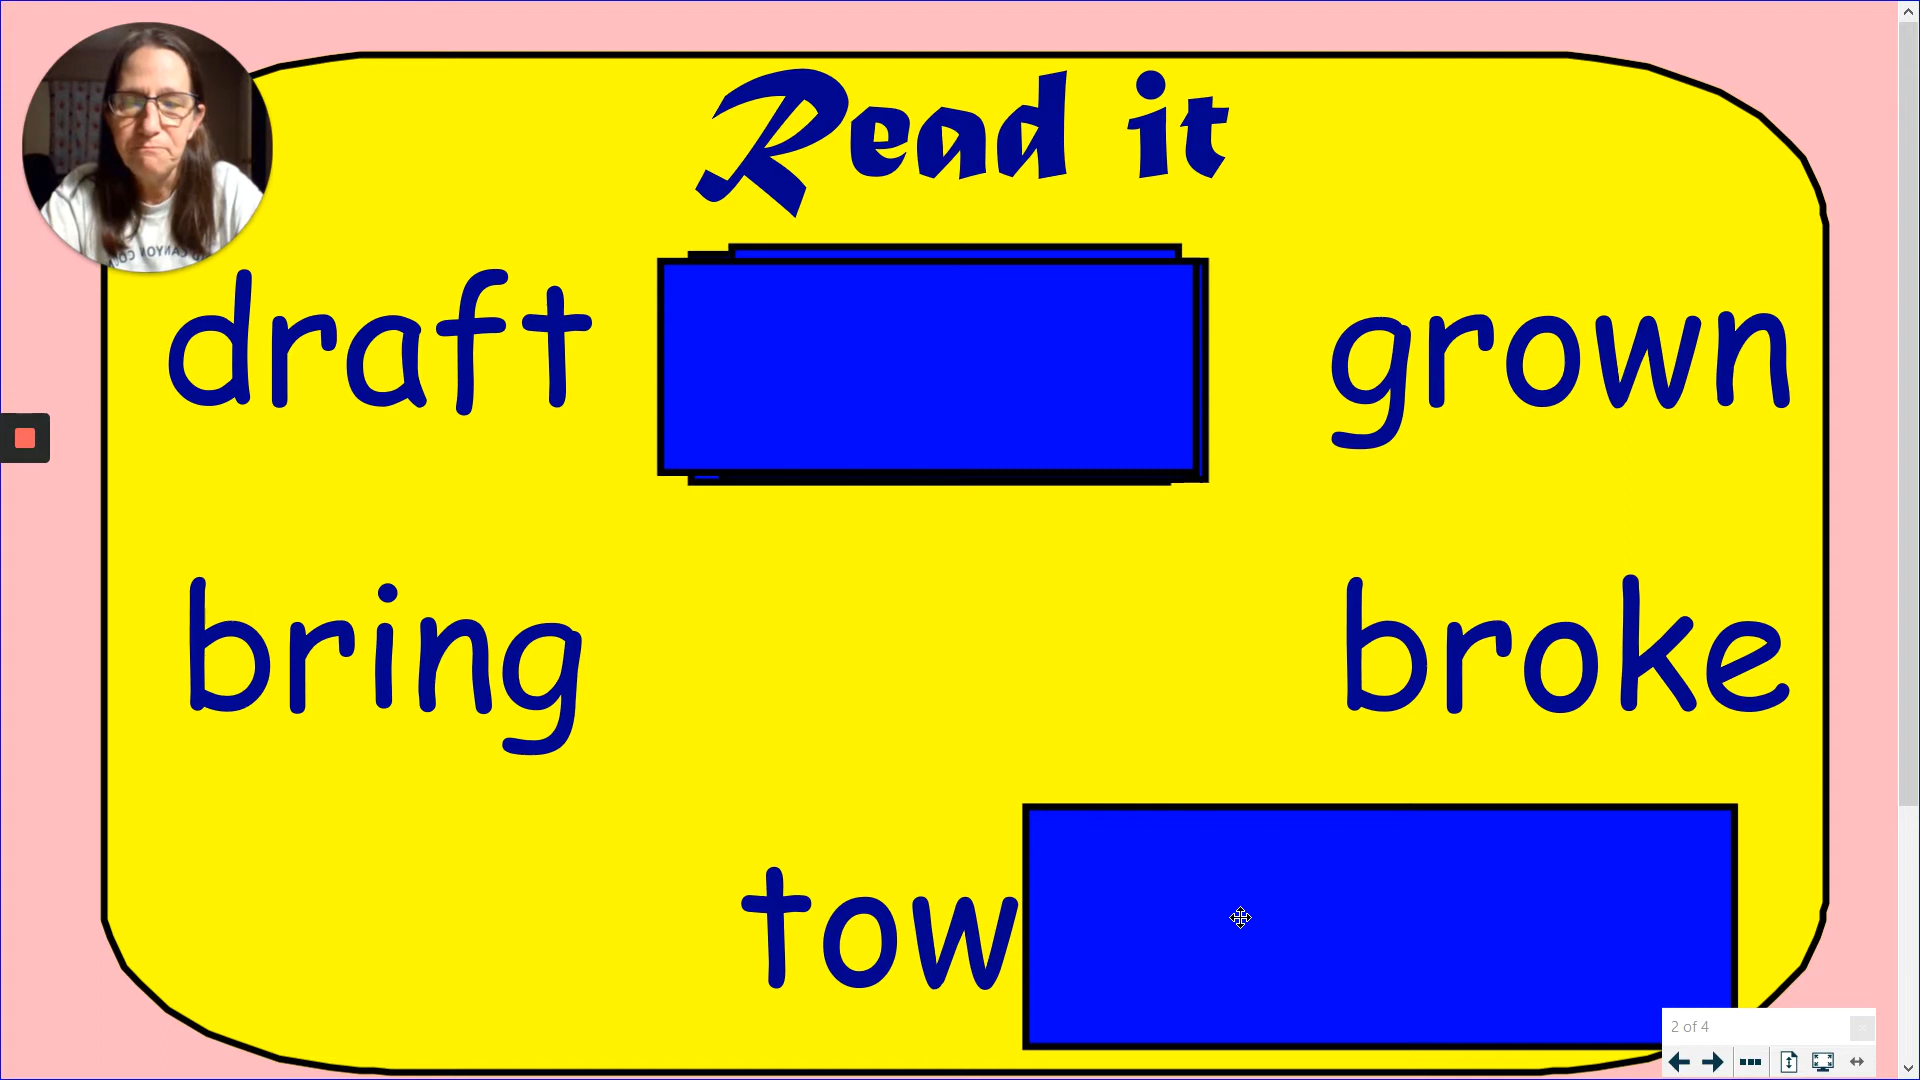 Read it
draft grown
bring broke
tow
2 of 4